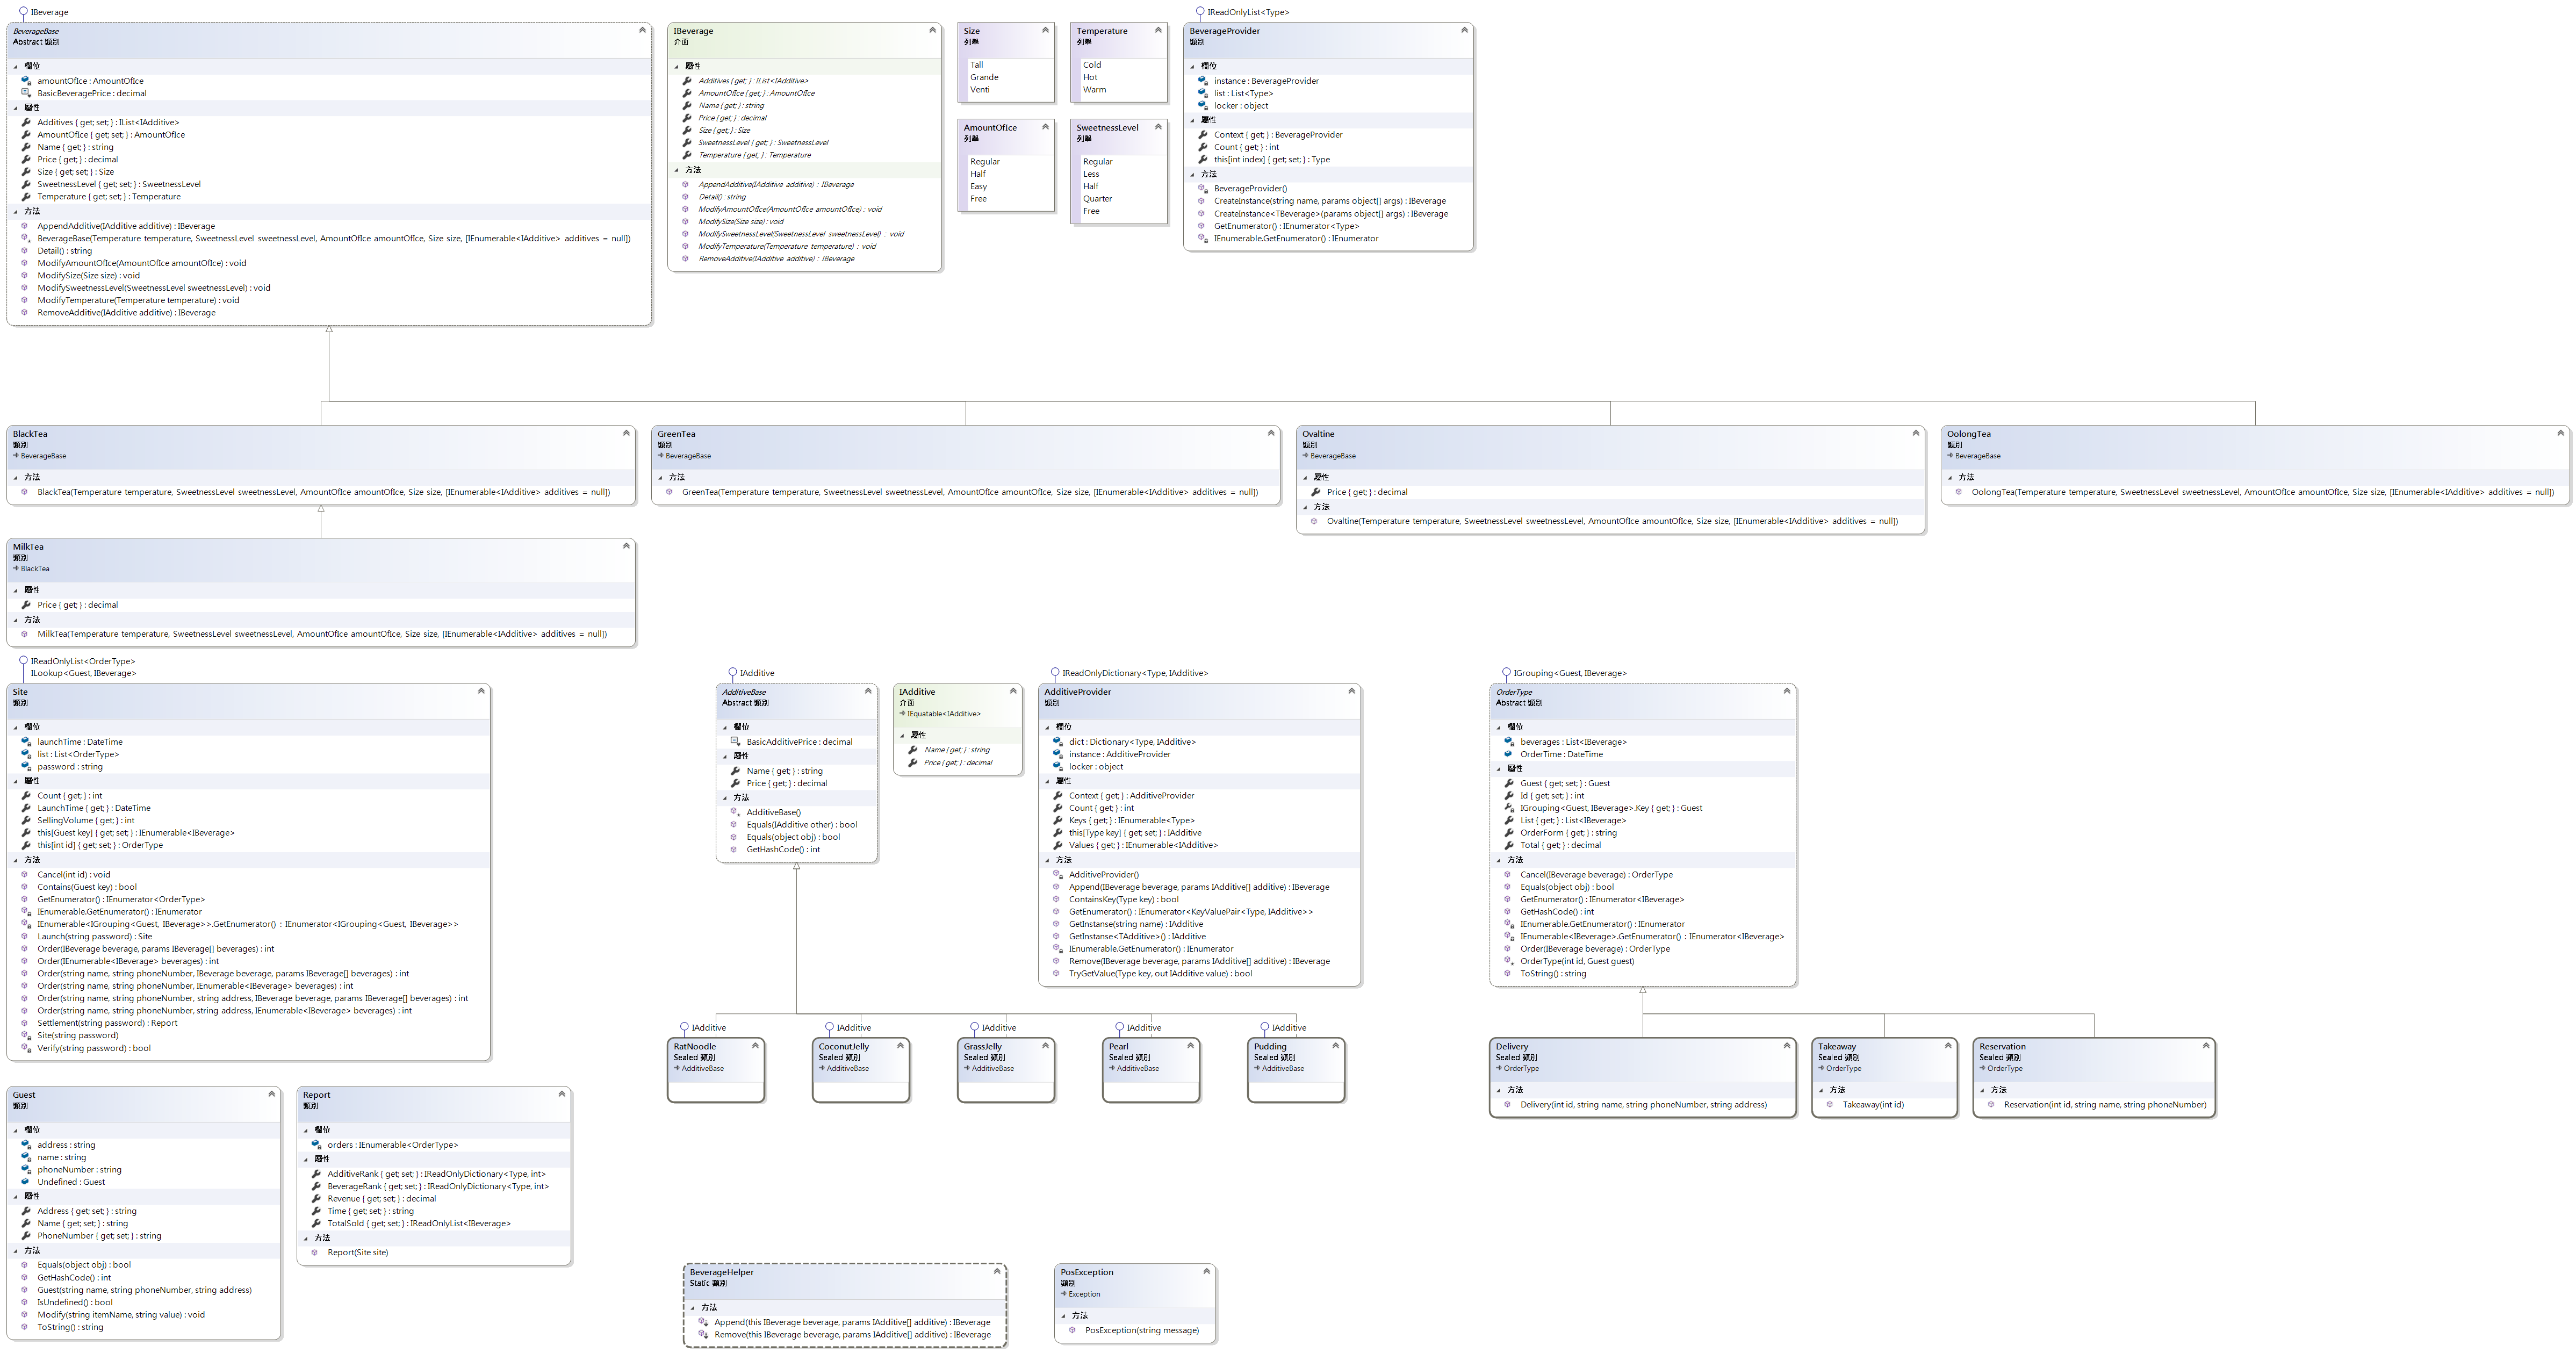 IBeverage
BeverageBase
Abstract 類別
欄位
amountOfIce : AmountOfIce
BasicBeveragePrice : decimal
屬性
Additives { get; set; } : IList<IAdditive>
AmountOfIce { get; set; } : AmountOfIce
Name { get; } : string
Price { get; } : decimal
Size { get; set; } : Size
SweetnessLevel { get; set; } : SweetnessLevel
Temperature { get; set; } : Temperature
方法
AppendAdditive(IAdditive additive) : IBeverage
BeverageBase(Temperature temperature, SweetnessLevel sweetnessLevel, AmountOfIce amountOfIce, Size size, [IEnumerable<IAdditive> additives = null])
Detail() : string
ModifyAmountOfIce(AmountOfIce amountOfIce) : void
ModifySize(Size size) : void
ModifySweetnessLevel(SweetnessLevel sweetnessLevel) : void
ModifyTemperature(Temperature temperature) : void
RemoveAdditive(IAdditive additive) : IBeverage
IBeverage
介面
屬性
Additives { get; } : IList<IAdditive>
AmountOfIce { get; } : AmountOfIce
Name { get; } : string
Price { get; } : decimal
Size { get; } : Size
SweetnessLevel { get; } : SweetnessLevel
Temperature { get; } : Temperature
方法
AppendAdditive(IAdditive additive) : IBeverage
Detail() : string
ModifyAmountOfIce(AmountOfIce amountOfIce) : void
ModifySize(Size size) : void
ModifySweetnessLevel(SweetnessLevel sweetnessLevel) : void
ModifyTemperature(Temperature temperature) : void
RemoveAdditive(IAdditive additive) : IBeverage
Size
列舉
Tall
Grande
Venti
Temperature
列舉
Cold
Hot
Warm
AmountOfIce
列舉
Regular
Half
Easy
Free
SweetnessLevel
列舉
Regular
Less
Half
Quarter
Free
IReadOnlyList<Type>
BeverageProvider
類別
欄位
instance : BeverageProvider
list : List<Type>
locker : object
屬性
Context { get; } : BeverageProvider
Count { get; } : int
this[int index] { get; set; } : Type
方法
BeverageProvider()
CreateInstance(string name, params object[] args) : IBeverage
CreateInstance<TBeverage>(params object[] args) : IBeverage
GetEnumerator() : IEnumerator<Type>
IEnumerable.GetEnumerator() : IEnumerator
BlackTea
類別
BeverageBase
方法
BlackTea(Temperature temperature, SweetnessLevel sweetnessLevel, AmountOfIce amountOfIce, Size size, [IEnumerable<IAdditive> additives = null])
GreenTea
類別
BeverageBase
方法
GreenTea(Temperature temperature, SweetnessLevel sweetnessLevel, AmountOfIce amountOfIce, Size size, [IEnumerable<IAdditive> additives = null])
Ovaltine
類別
BeverageBase
屬性
Price { get; } : decimal
方法
Ovaltine(Temperature temperature, SweetnessLevel sweetnessLevel, AmountOfIce amountOfIce, Size size, [IEnumerable<IAdditive> additives = null])
OolongTea
類別
BeverageBase
方法
OolongTea(Temperature temperature, SweetnessLevel sweetnessLevel, AmountOfIce amountOfIce, Size size, [IEnumerable<IAdditive> additives = null])
MilkTea
類別
BlackTea
屬性
Price { get; } : decimal
方法
MilkTea(Temperature temperature, SweetnessLevel sweetnessLevel, AmountOfIce amountOfIce, Size size, [IEnumerable<IAdditive> additives = null])
IReadOnlyList<OrderType>
ILookup<Guest, IBeverage>
Site
類別
欄位
launchTime : DateTime
list : List<OrderType>
password : string
屬性
Count { get; } : int
LaunchTime { get; } : DateTime
SellingVolume { get; } : int
this[Guest key] { get; set; } : IEnumerable<IBeverage>
this[int id] { get; set; } : OrderType
方法
Cancel(int id) : void
Contains(Guest key) : bool
GetEnumerator() : IEnumerator<OrderType>
IEnumerable.GetEnumerator() : IEnumerator
IEnumerable<IGrouping<Guest, IBeverage>>.GetEnumerator() : IEnumerator<IGrouping<Guest, IBeverage>>
Launch(string password) : Site
Order(IBeverage beverage, params IBeverage[] beverages) : int
Order(IEnumerable<IBeverage> beverages) : int
Order(string name, string phoneNumber, IBeverage beverage, params IBeverage[] beverages) : int
Order(string name, string phoneNumber, IEnumerable<IBeverage> beverages) : int
Order(string name, string phoneNumber, string address, IBeverage beverage, params IBeverage[] beverages) : int
Order(string name, string phoneNumber, string address, IEnumerable<IBeverage> beverages) : int
Settlement(string password) : Report
Site(string password)
Verify(string password) : bool
IAdditive
AdditiveBase
Abstract 類別
欄位
BasicAdditivePrice : decimal
屬性
Name { get; } : string
Price { get; } : decimal
方法
AdditiveBase()
Equals(IAdditive other) : bool
Equals(object obj) : bool
GetHashCode() : int
IAdditive
介面
IEquatable<IAdditive>
屬性
Name { get; } : string
Price { get; } : decimal
IReadOnlyDictionary<Type, IAdditive>
AdditiveProvider
類別
欄位
dict : Dictionary<Type, IAdditive>
instance : AdditiveProvider
locker : object
屬性
Context { get; } : AdditiveProvider
Count { get; } : int
Keys { get; } : IEnumerable<Type>
this[Type key] { get; set; } : IAdditive
Values { get; } : IEnumerable<IAdditive>
方法
AdditiveProvider()
Append(IBeverage beverage, params IAdditive[] additive) : IBeverage
ContainsKey(Type key) : bool
GetEnumerator() : IEnumerator<KeyValuePair<Type, IAdditive>>
GetInstanse(string name) : IAdditive
GetInstanse<TAdditive>() : IAdditive
IEnumerable.GetEnumerator() : IEnumerator
Remove(IBeverage beverage, params IAdditive[] additive) : IBeverage
TryGetValue(Type key, out IAdditive value) : bool
IGrouping<Guest, IBeverage>
OrderType
Abstract 類別
欄位
beverages : List<IBeverage>
OrderTime : DateTime
屬性
Guest { get; set; } : Guest
Id { get; set; } : int
IGrouping<Guest, IBeverage>.Key { get; } : Guest
List { get; } : List<IBeverage>
OrderForm { get; } : string
Total { get; } : decimal
方法
Cancel(IBeverage beverage) : OrderType
Equals(object obj) : bool
GetEnumerator() : IEnumerator<IBeverage>
GetHashCode() : int
IEnumerable.GetEnumerator() : IEnumerator
IEnumerable<IBeverage>.GetEnumerator() : IEnumerator<IBeverage>
Order(IBeverage beverage) : OrderType
OrderType(int id, Guest guest)
ToString() : string
IAdditive
RatNoodle
Sealed 類別
AdditiveBase
IAdditive
CoconutJelly
Sealed 類別
AdditiveBase
IAdditive
GrassJelly
Sealed 類別
AdditiveBase
IAdditive
Pearl
Sealed 類別
AdditiveBase
IAdditive
Pudding
Sealed 類別
AdditiveBase
Delivery
Sealed 類別
OrderType
方法
Delivery(int id, string name, string phoneNumber, string address)
Takeaway
Sealed 類別
OrderType
方法
Takeaway(int id)
Reservation
Sealed 類別
OrderType
方法
Reservation(int id, string name, string phoneNumber)
Guest
類別
欄位
address : string
name : string
phoneNumber : string
Undefined : Guest
屬性
Address { get; set; } : string
Name { get; set; } : string
PhoneNumber { get; set; } : string
方法
Equals(object obj) : bool
GetHashCode() : int
Guest(string name, string phoneNumber, string address)
IsUndefined() : bool
Modify(string itemName, string value) : void
ToString() : string
Report
類別
欄位
orders : IEnumerable<OrderType>
屬性
AdditiveRank { get; set; } : IReadOnlyDictionary<Type, int>
BeverageRank { get; set; } : IReadOnlyDictionary<Type, int>
Revenue { get; set; } : decimal
Time { get; set; } : string
TotalSold { get; set; } : IReadOnlyList<IBeverage>
方法
Report(Site site)
BeverageHelper
Static 類別
方法
Append(this IBeverage beverage, params IAdditive[] additive) : IBeverage
Remove(this IBeverage beverage, params IAdditive[] additive) : IBeverage
PosException
類別
Exception
方法
PosException(string message)